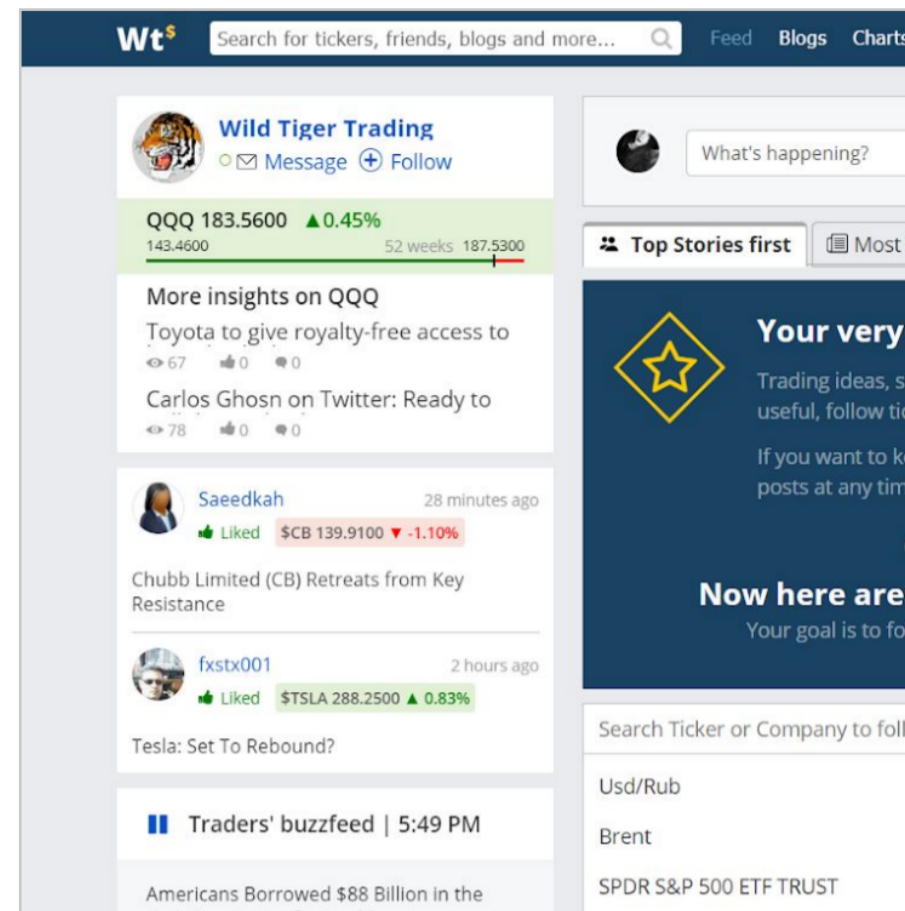 Wt$
Search for tickers, friends, blogs and more...
Feed Blogs Charts
Wild Tiger Trading
Message Follow
QQQ 183.5600 ▲0.45%
143.4600 52 weeks 187.5300
More insights on QQQ
Toyota to give royalty-free access to
67 0 0
Carlos Ghosn on Twitter: Ready to
78 0 0
Saeedkah 28 minutes ago
Liked $CB 139.9100 ▼ -1.10%
Chubb Limited (CB) Retreats from Key
Resistance
fxstx001 2 hours ago
Liked $TSLA 288.2500 ▲ 0.83%
Tesla: Set To Rebound?
Traders' buzzfeed | 5:49 PM
Americans Borrowed $88 Billion in the
What's happening?
Top Stories first Most
Your very
Trading ideas, s
useful, follow tic
If you want to k
posts at any tim
Now here are
Your goal is to fo
Search Ticker or Company to foll
Usd/Rub
Brent
SPDR S&P 500 ETF TRUST